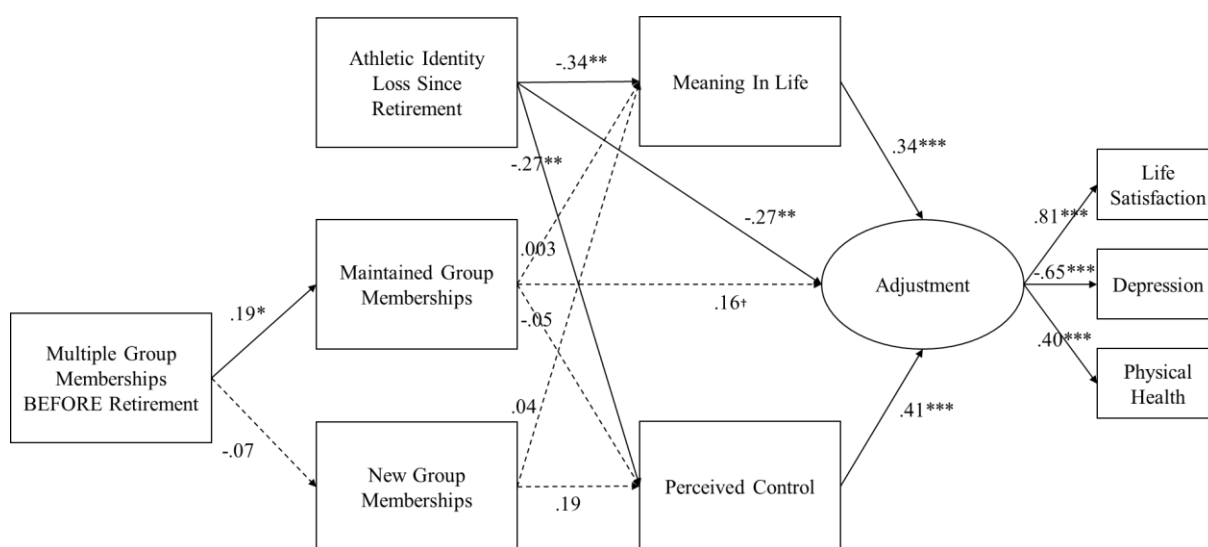 Athletic Identity
Loss Since
Retirement
-.34**
Meaning In Life
-.27**
.34***
-.27**
Life
Satisfaction
.81***
.003
Maintained Group
Memberships
.16†
Adjustment
-.65***
Depression
.19*
-.05
.40***
Multiple Group
Memberships
BEFORE Retirement
Physical
Health
.04
.41***
-.07
New Group
Memberships
.19
Perceived Control